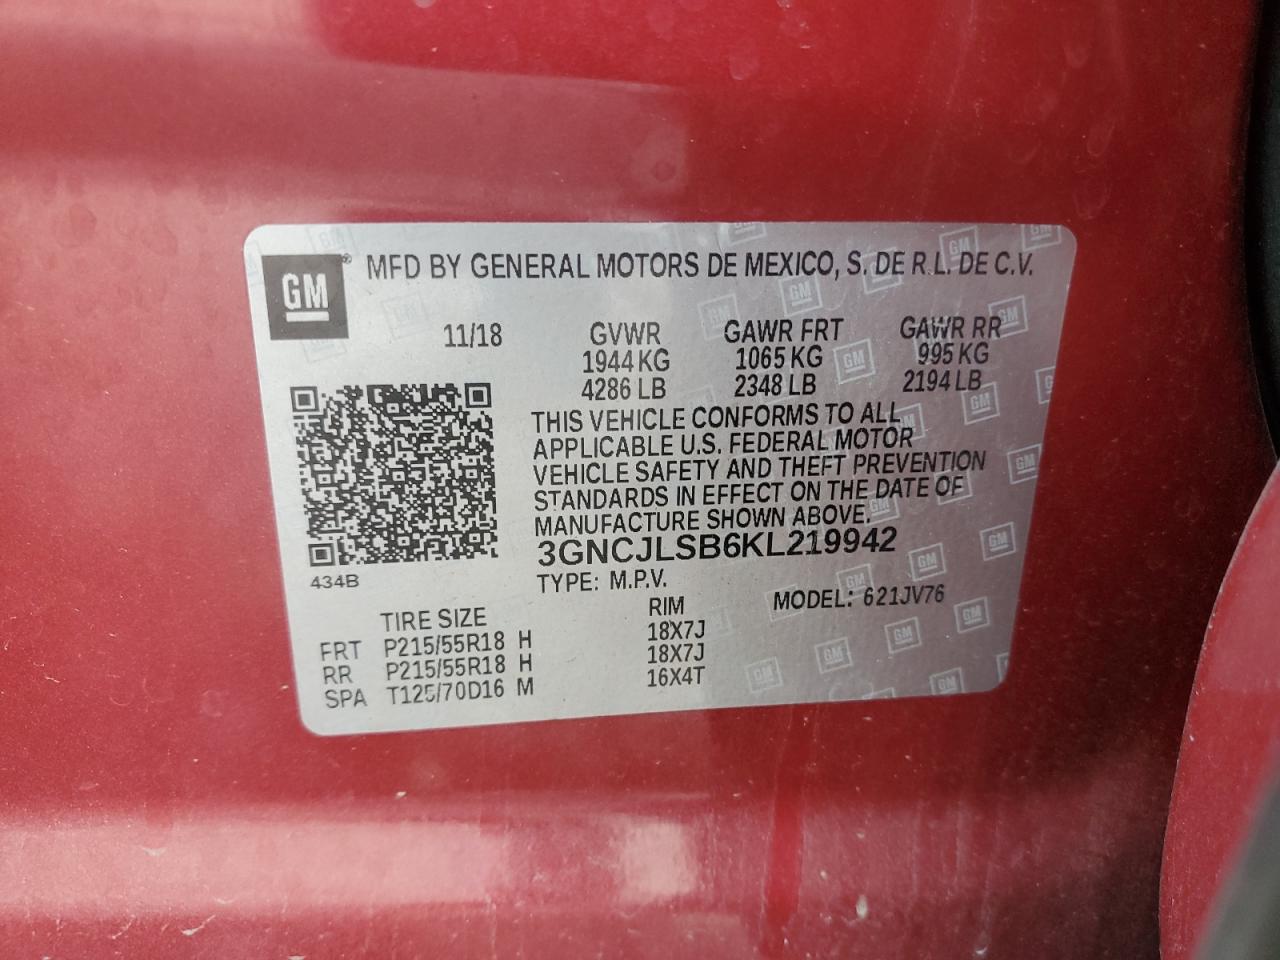 GM® MFD BY GENERAL MOTORS DE MEXICO, S. DE R.L. DE C.V.
11/18 GVWR GAWR FRT GAWR RR
1944 KG 1065 KG 995 KG
4286 LB 2348 LB 2194 LB
THIS VEHICLE CONFORMS TO ALL
APPLICABLE U.S. FEDERAL MOTOR
VEHICLE SAFETY AND THEFT PREVENTION
STANDARDS IN EFFECT ON THE DATE OF
MANUFACTURE SHOWN ABOVE.
3GNCJLSB6KL219942
434B
TYPE: M.P.V. MODEL: 621JV76
TIRE SIZE RIM
FRT P215/55R18 H 18X7J
RR P215/55R18 H 18X7J
SPA T125/70D16 M 16X4T